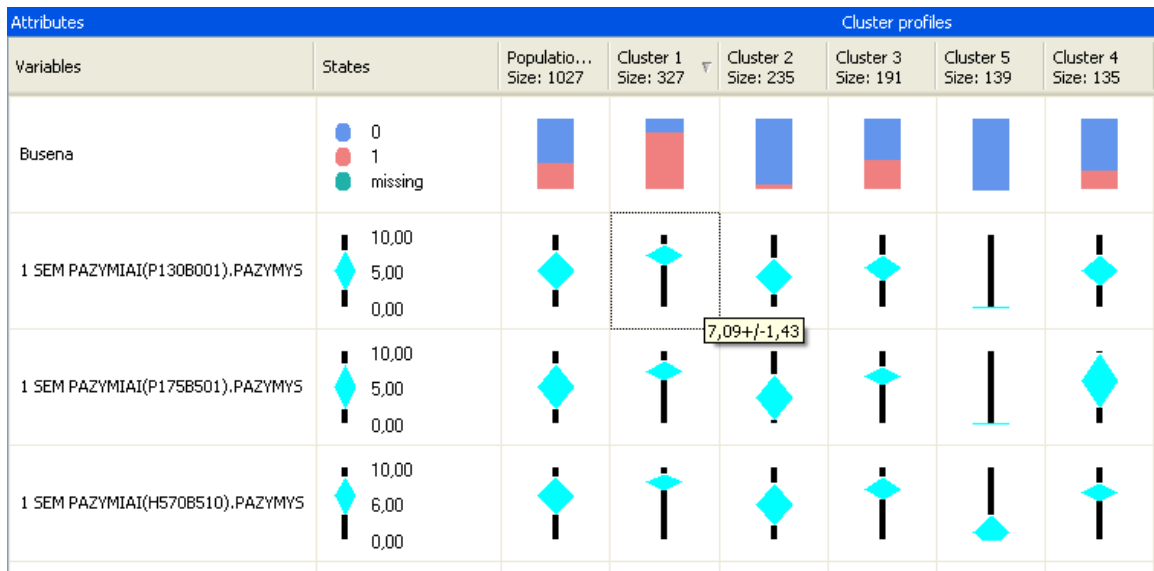 Attributes Cluster profiles
Variables States Populatio... Size: 1027 Cluster 1 Size: 327 Cluster 2 Size: 235 Cluster 3 Size: 191 Cluster 5 Size: 139 Cluster 4 Size: 135
Busena
0
1
missing
1 SEM PAZYMIAI(P130B001).PAZYMYS
10,00
5,00
0,00
7,09+/-1,43
1 SEM PAZYMIAI(P175B501).PAZYMYS
10,00
5,00
0,00
1 SEM PAZYMIAI(H570B510).PAZYMYS
10,00
6,00
0,00